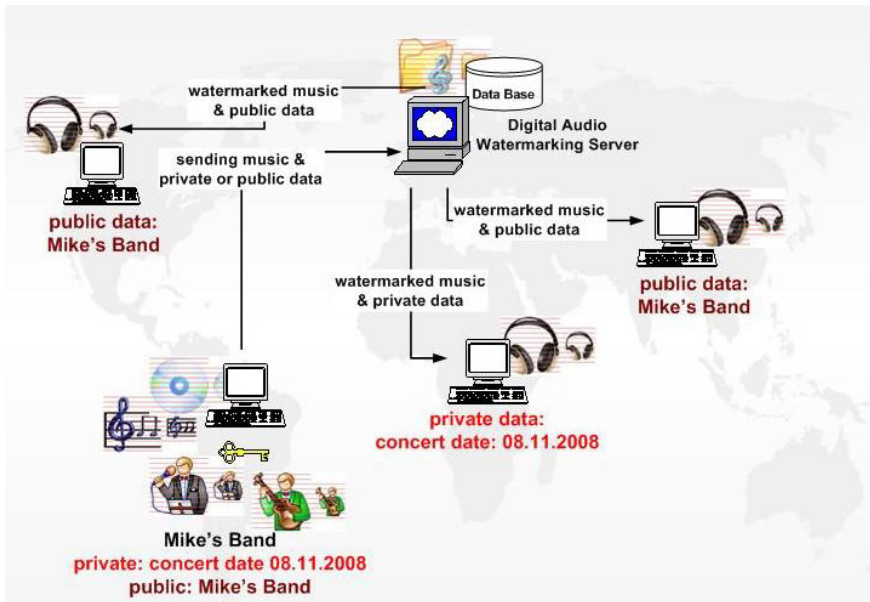 watermarked music
& public data
Data Base
Digital Audio
Watermarking Server
sending music &
private or public data
public data:
Mike's Band
watermarked music
& public data
public data:
Mike's Band
watermarked music
& private data
private data:
concert date: 08.11.2008
Mike's Band
private: concert date 08.11.2008
public: Mike's Band